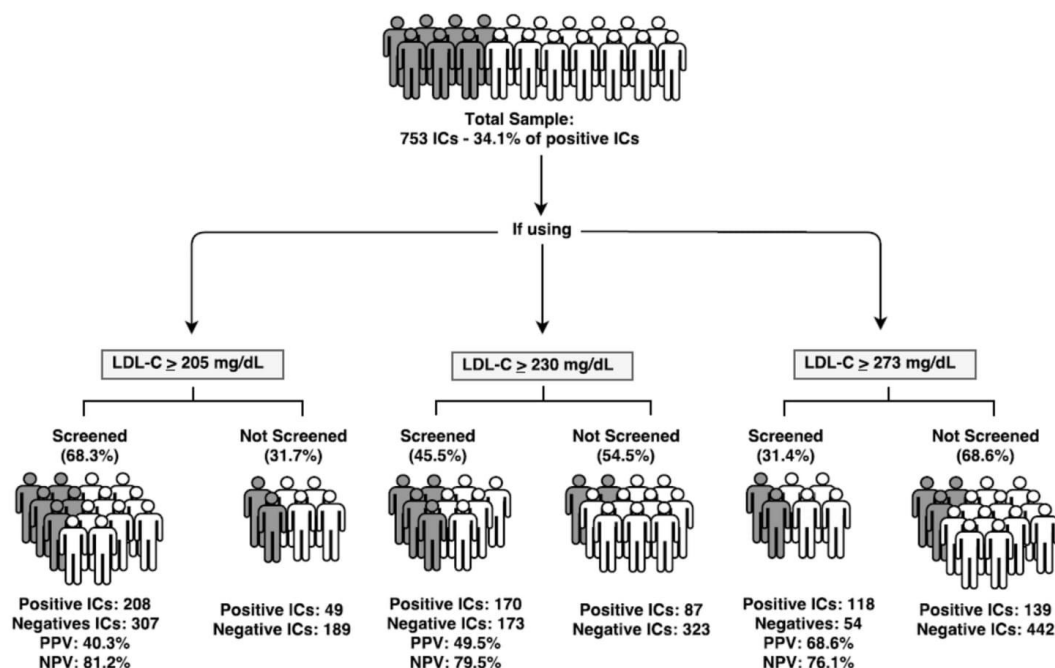 Total Sample:
753 ICs - 34.1% of positive ICs
If using
LDL-C ≥ 205 mg/dL
LDL-C ≥ 230 mg/dL
LDL-C ≥ 273 mg/dL
Screened
(68.3%)
Not Screened
(31.7%)
Screened
(45.5%)
Not Screened
(54.5%)
Screened
(31.4%)
Not Screened
(68.6%)
Positive ICs: 208
Negatives ICs: 307
PPV: 40.3%
NPV: 81.2%
Positive ICs: 49
Negative ICs: 189
Positive ICs: 170
Negatives ICs: 173
PPV: 49.5%
NPV: 79.5%
Positive ICs: 87
Negative ICs: 323
Positive ICs: 118
Negatives: 54
PPV: 68.6%
NPV: 76.1%
Positive ICs: 139
Negative ICs: 442